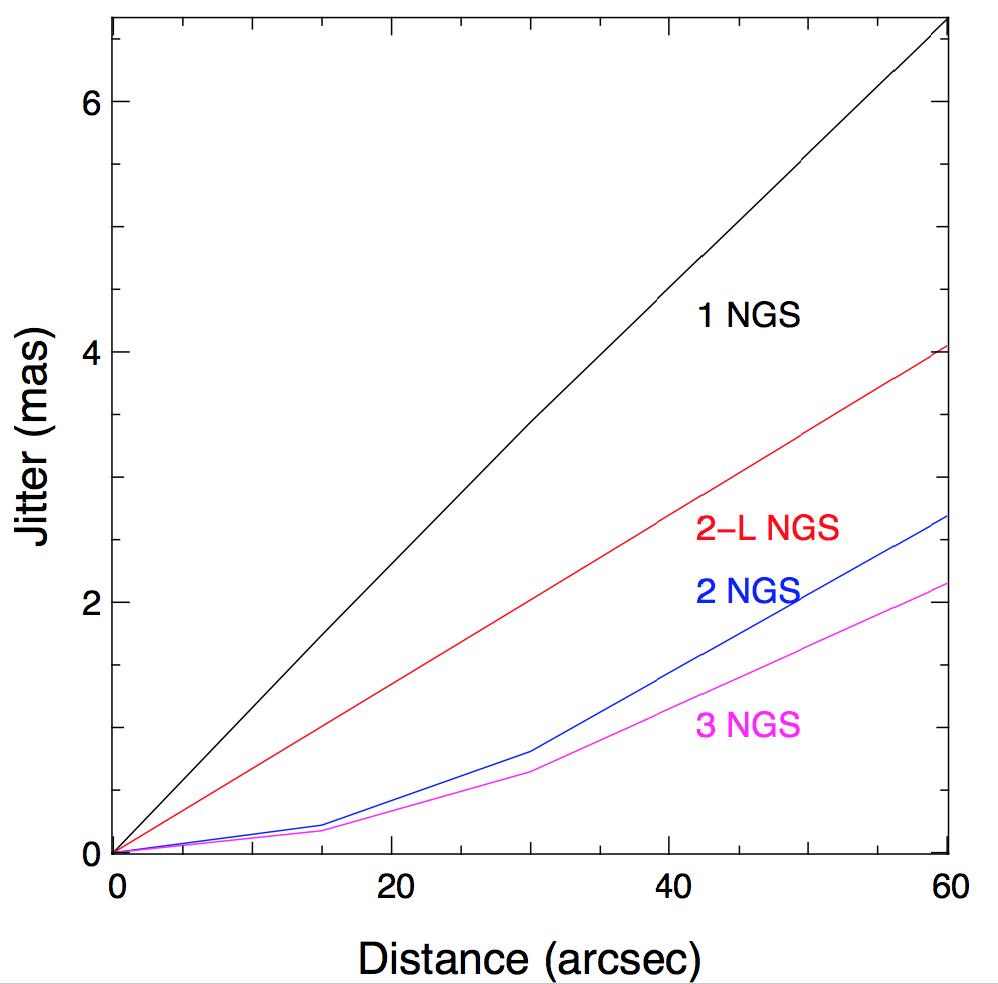 6
4
2
0
Jitter (mas)
1 NGS
2–L NGS
2 NGS
3 NGS
0 20 40 60
Distance (arcsec)